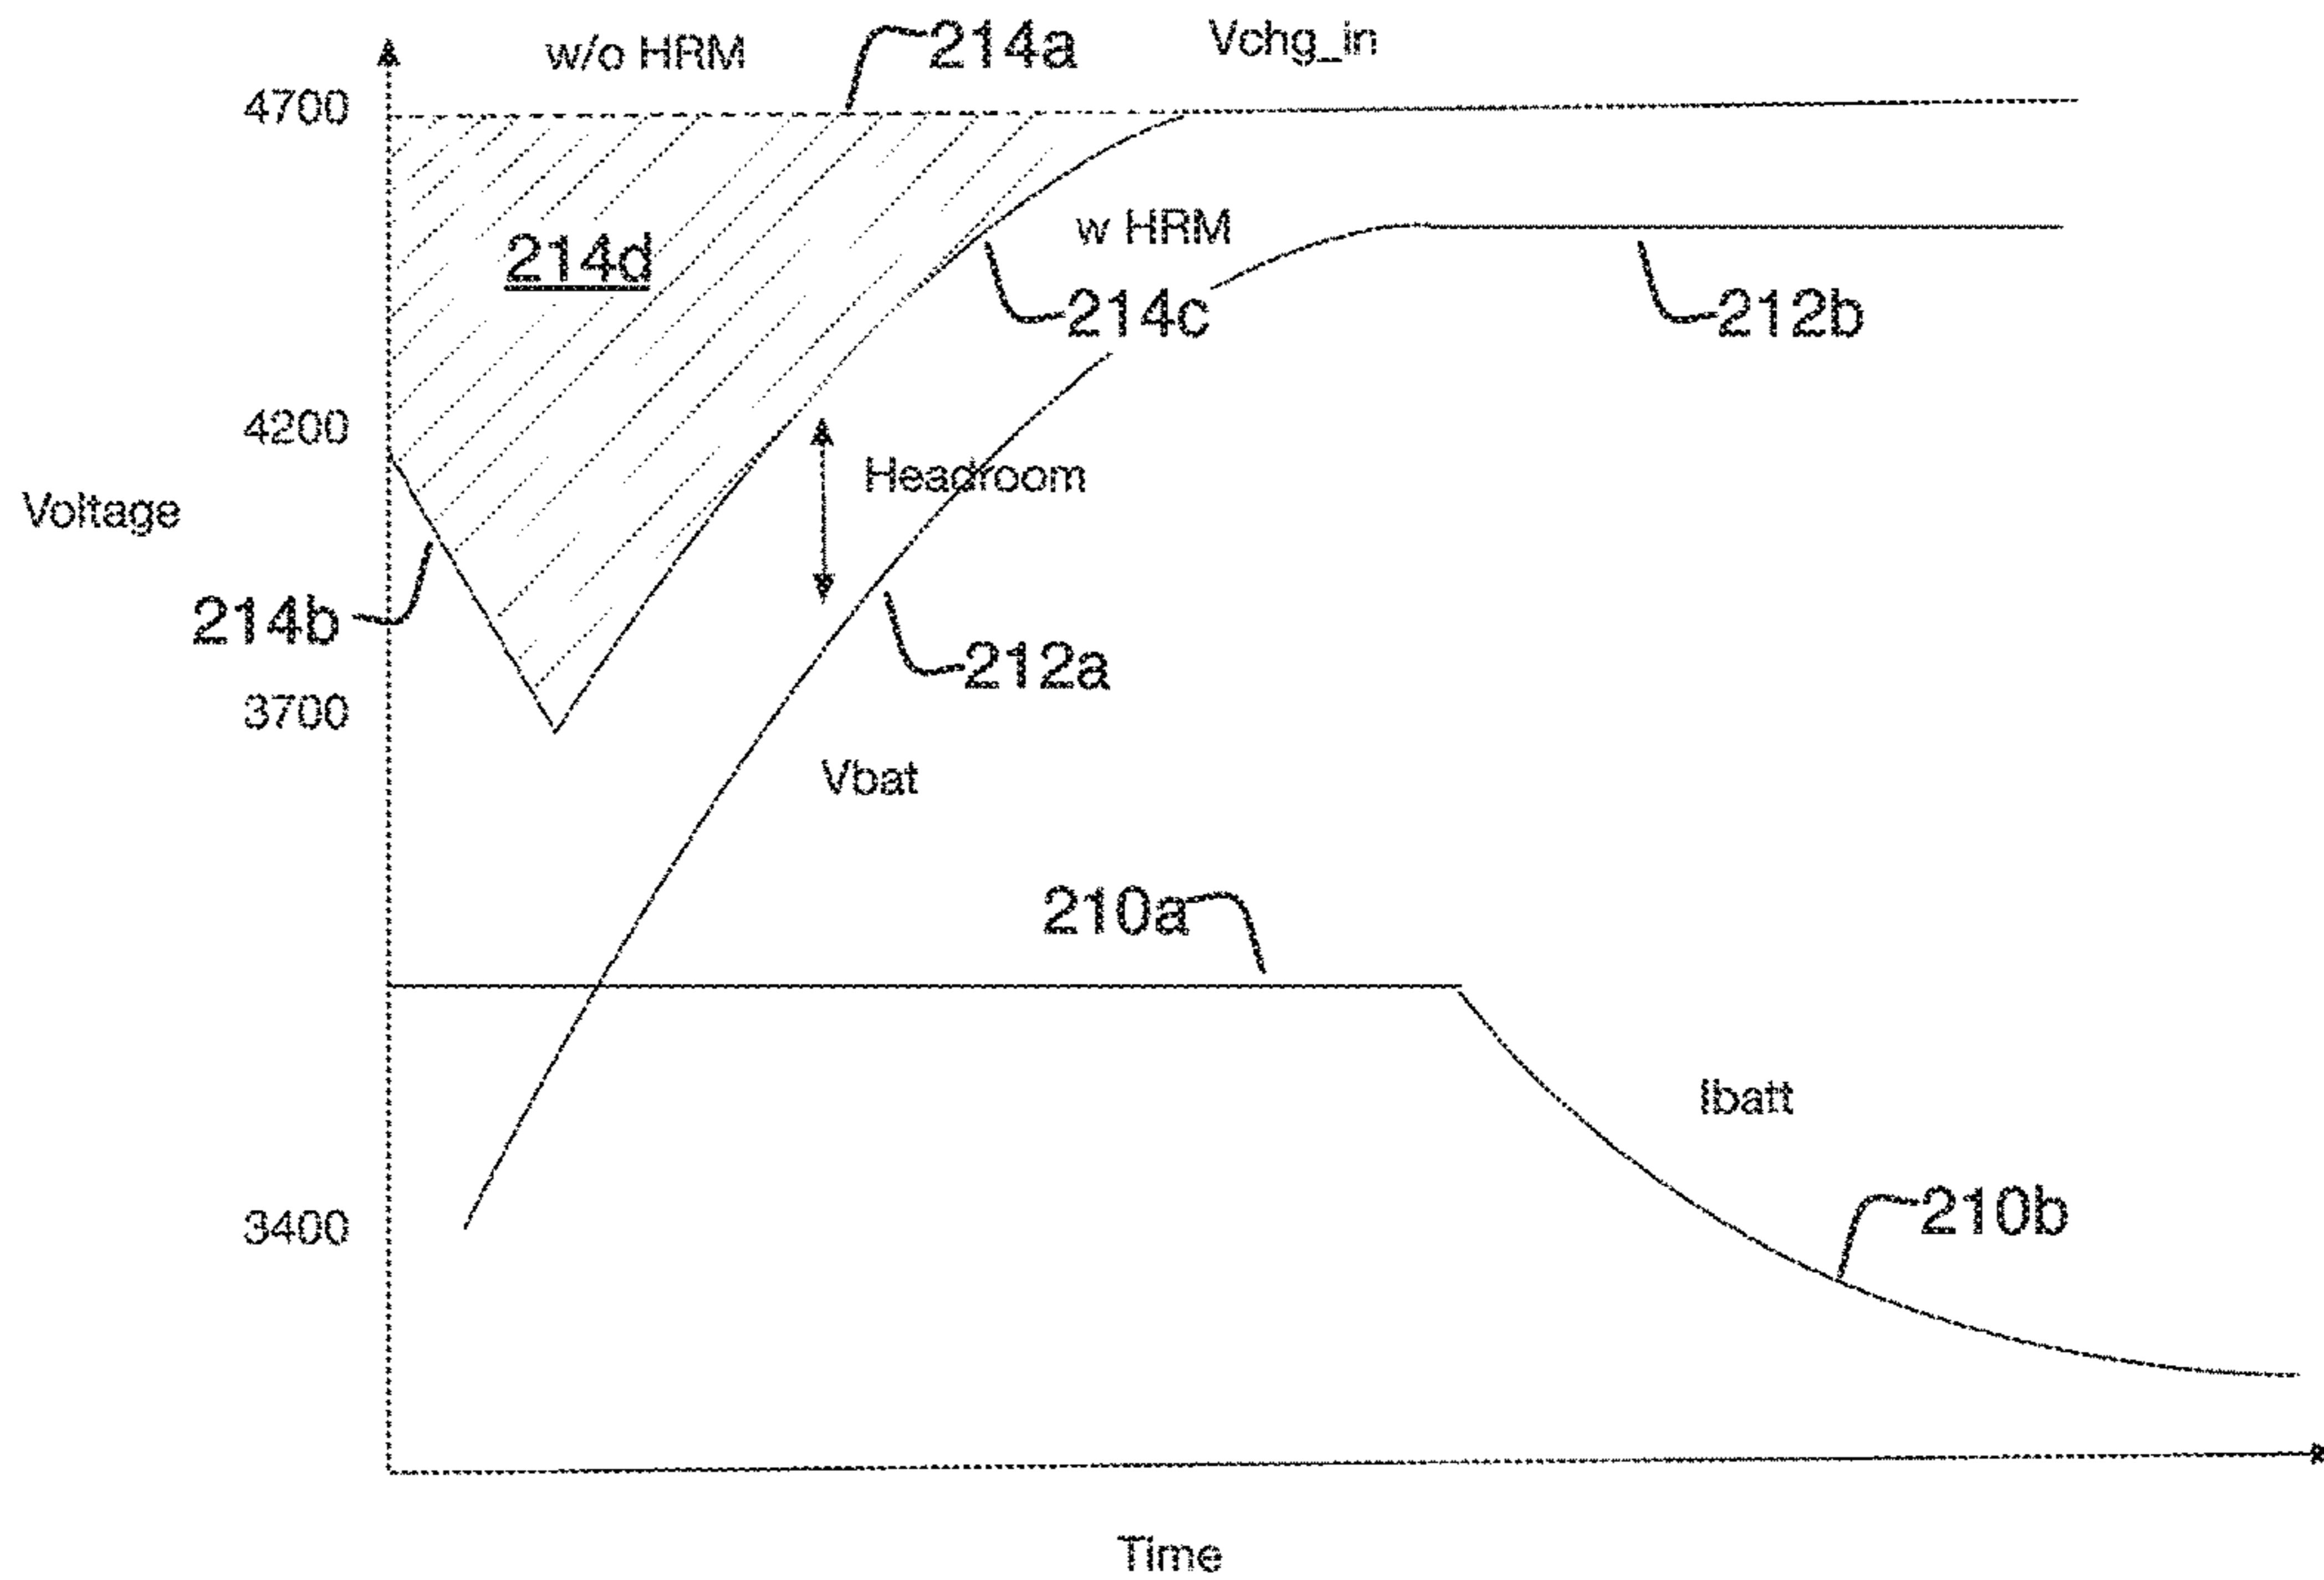 w/o HRM
214a
Vchg_in
4700
w HRM
214d
214c
212b
4200
Headroom
Voltage
214b
212a
3700
Vbat
210a
Ibatt
210b
3400
Time